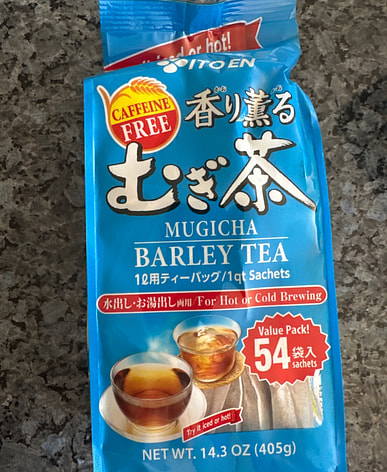 iced or hot!
ITO EN
CAFFEINE
FREE
香り薫る
むぎ茶
MUGICHA
BARLEY TEA
1ℓ用ティーバッグ/1qt Sachets
水出し・お湯出し両用/For Hot or Cold Brewing
Value Pack!
54袋入
sachets
Try it iced or hot!
NET WT. 14.3 OZ (405g)